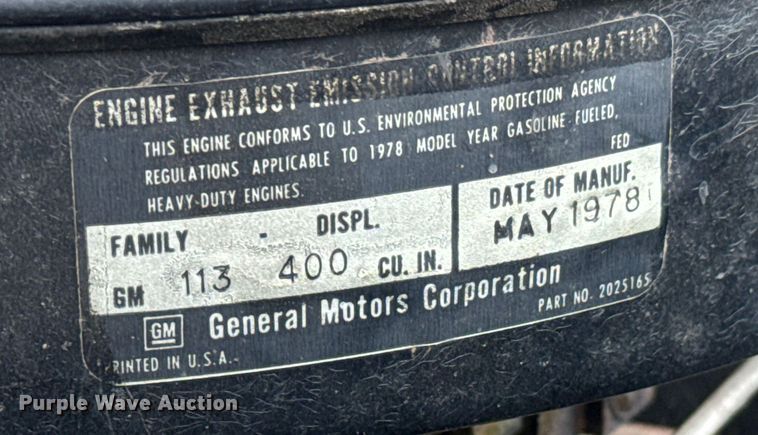 ENGINE EXHAUST EMISSION CONTROL INFORMATION
THIS ENGINE CONFORMS TO U.S. ENVIRONMENTAL PROTECTION AGENCY
REGULATIONS APPLICABLE TO 1978 MODEL YEAR GASOLINE FUELED,
HEAVY-DUTY ENGINES.
FED
FAMILY - DISPL.
GM 113 400 CU. IN.
DATE OF MANUF.
MAY 1978
GM General Motors Corporation
PART NO. 2025165
PRINTED IN U.S.A.
Purple Wave Auction